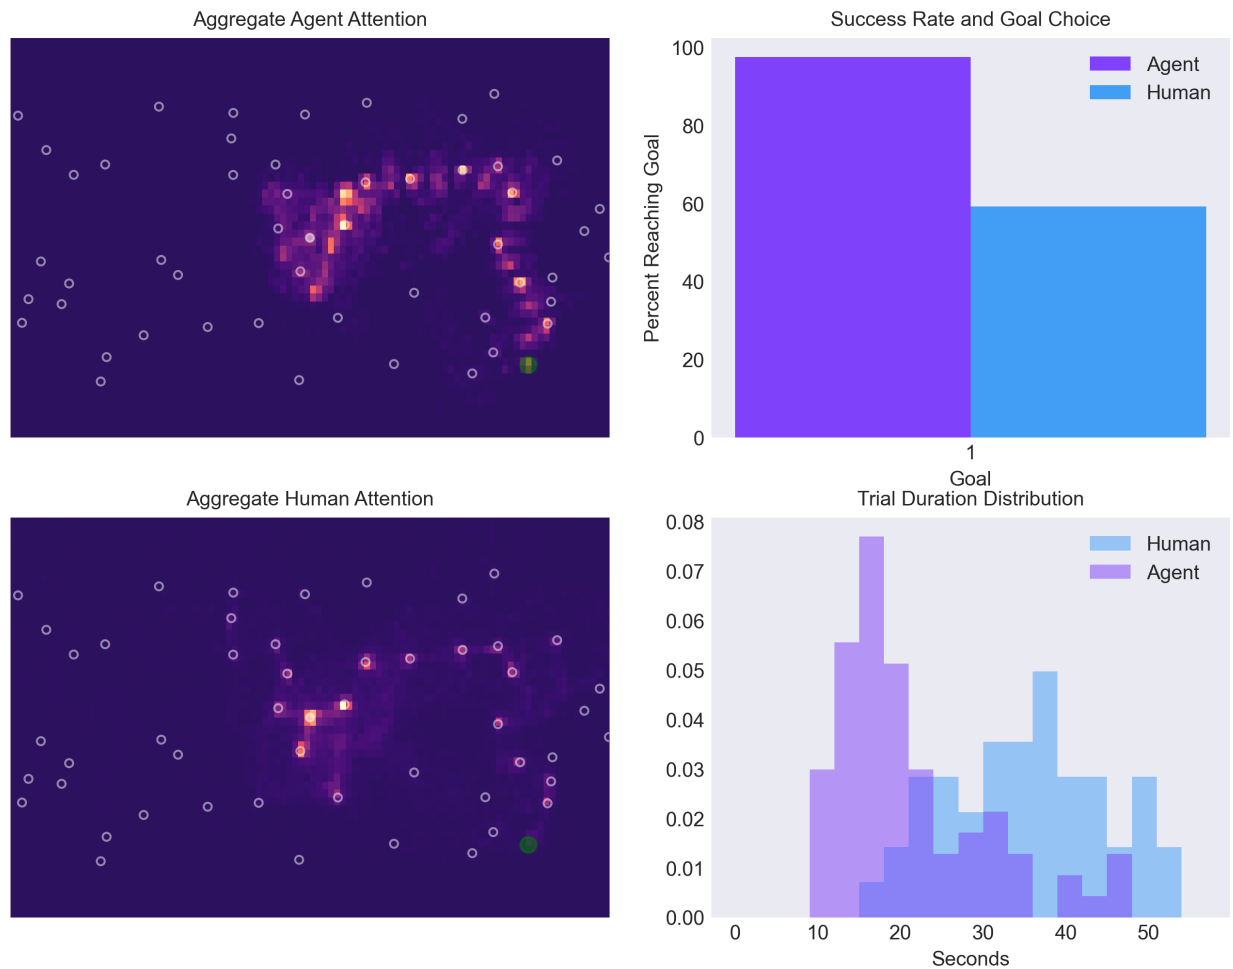 Aggregate Agent Attention
Success Rate and Goal Choice
Percent Reaching Goal
100
80
60
40
20
0
Agent
Human
1
Goal
Aggregate Human Attention
Trial Duration Distribution
0.08
0.07
0.06
0.05
0.04
0.03
0.02
0.01
0.00
Human
Agent
0 10 20 30 40 50
Seconds